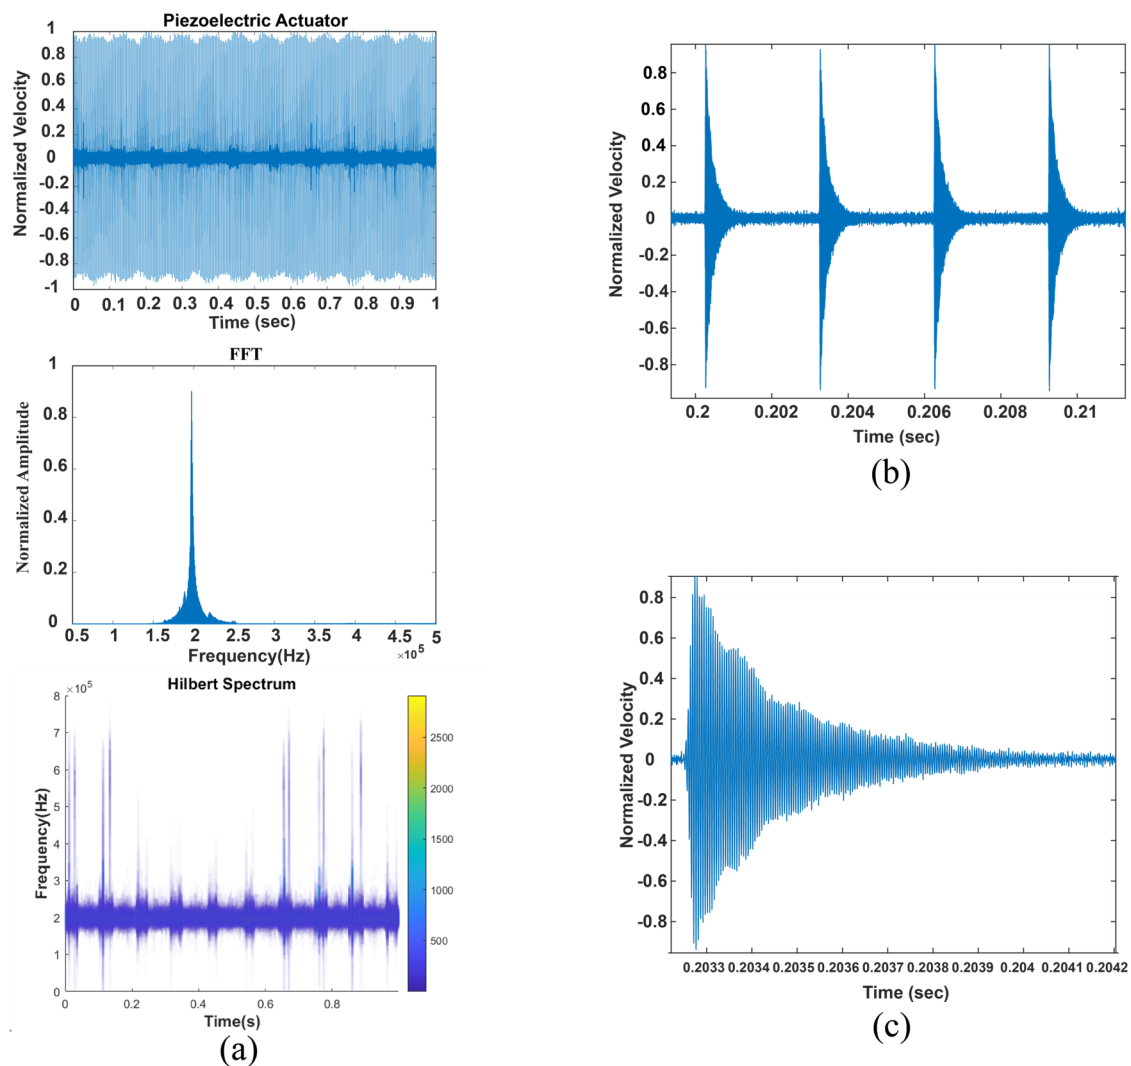 Piezoelectric Actuator
1
0.8
0.6
0.4
0.2
0
-0.2
-0.4
-0.6
-0.8
-1
Normalized Velocity
0 0.1 0.2 0.3 0.4 0.5 0.6 0.7 0.8 0.9 1
Time (sec)
FFT
1
0.8
0.6
0.4
0.2
0
Normalized Amplitude
0.5 1 1.5 2 2.5 3 3.5 4 4.5 5
Frequency(Hz)
×10⁵
Hilbert Spectrum
×10⁵
8
7
6
5
4
3
2
1
0
Frequency(Hz)
0 0.2 0.4 0.6 0.8
Time(s)
2500
2000
1500
1000
500
(a)
0.8
0.6
0.4
0.2
0
-0.2
-0.4
-0.6
-0.8
Normalized Velocity
0.2 0.202 0.204 0.206 0.208 0.21
Time (sec)
(b)
0.8
0.6
0.4
0.2
0
-0.2
-0.4
-0.6
-0.8
Normalized Velocity
0.2033 0.2034 0.2035 0.2036 0.2037 0.2038 0.2039 0.204 0.2041 0.2042
Time (sec)
(c)